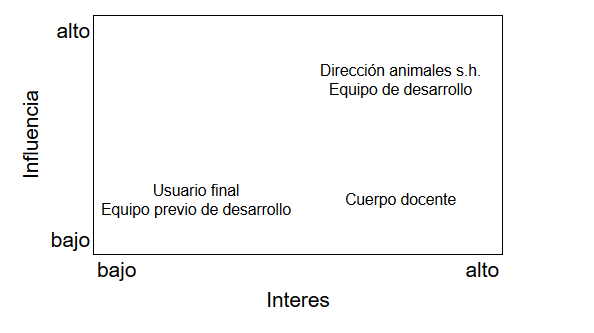 alto
Dirección animales s.h.
Equipo de desarrollo
Influencia
Usuario final
Equipo previo de desarrollo
Cuerpo docente
bajo
bajo
alto
Interes